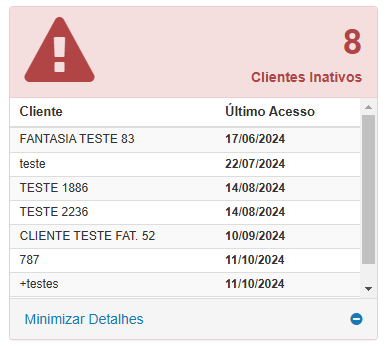 8
Clientes Inativos
Cliente Último Acesso
FANTASIA TESTE 83 17/06/2024
teste 22/07/2024
TESTE 1886 14/08/2024
TESTE 2236 14/08/2024
CLIENTE TESTE FAT. 52 10/09/2024
787 11/10/2024
+testes 11/10/2024
Minimizar Detalhes